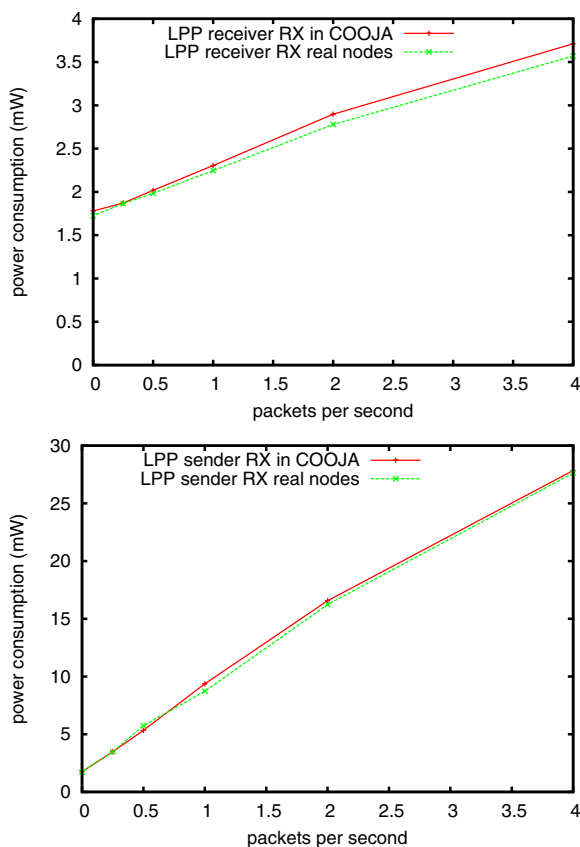 LPP receiver RX in COOJA
LPP receiver RX real nodes
power consumption (mW)
4
3.5
3
2.5
2
1.5
1
0.5
0
0 0.5 1 1.5 2 2.5 3 3.5 4
packets per second
LPP sender RX in COOJA
LPP sender RX real nodes
power consumption (mW)
30
25
20
15
10
5
0
0 0.5 1 1.5 2 2.5 3 3.5 4
packets per second